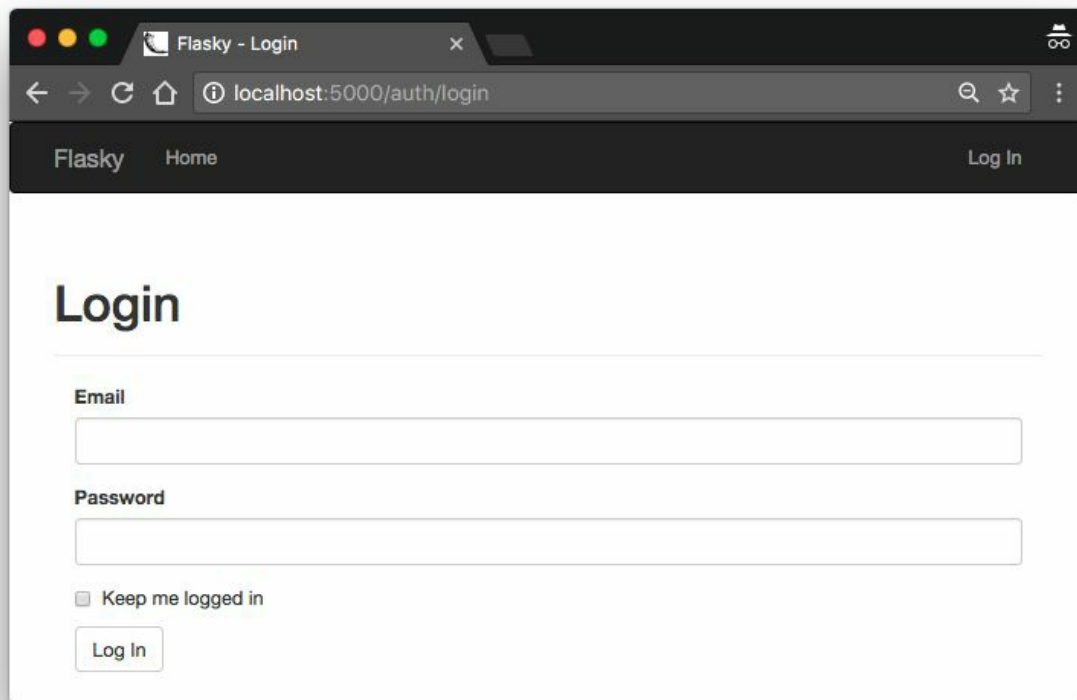 Flasky - Login
localhost:5000/auth/login
Flasky Home Log In
Login
Email
Password
Keep me logged in
Log In